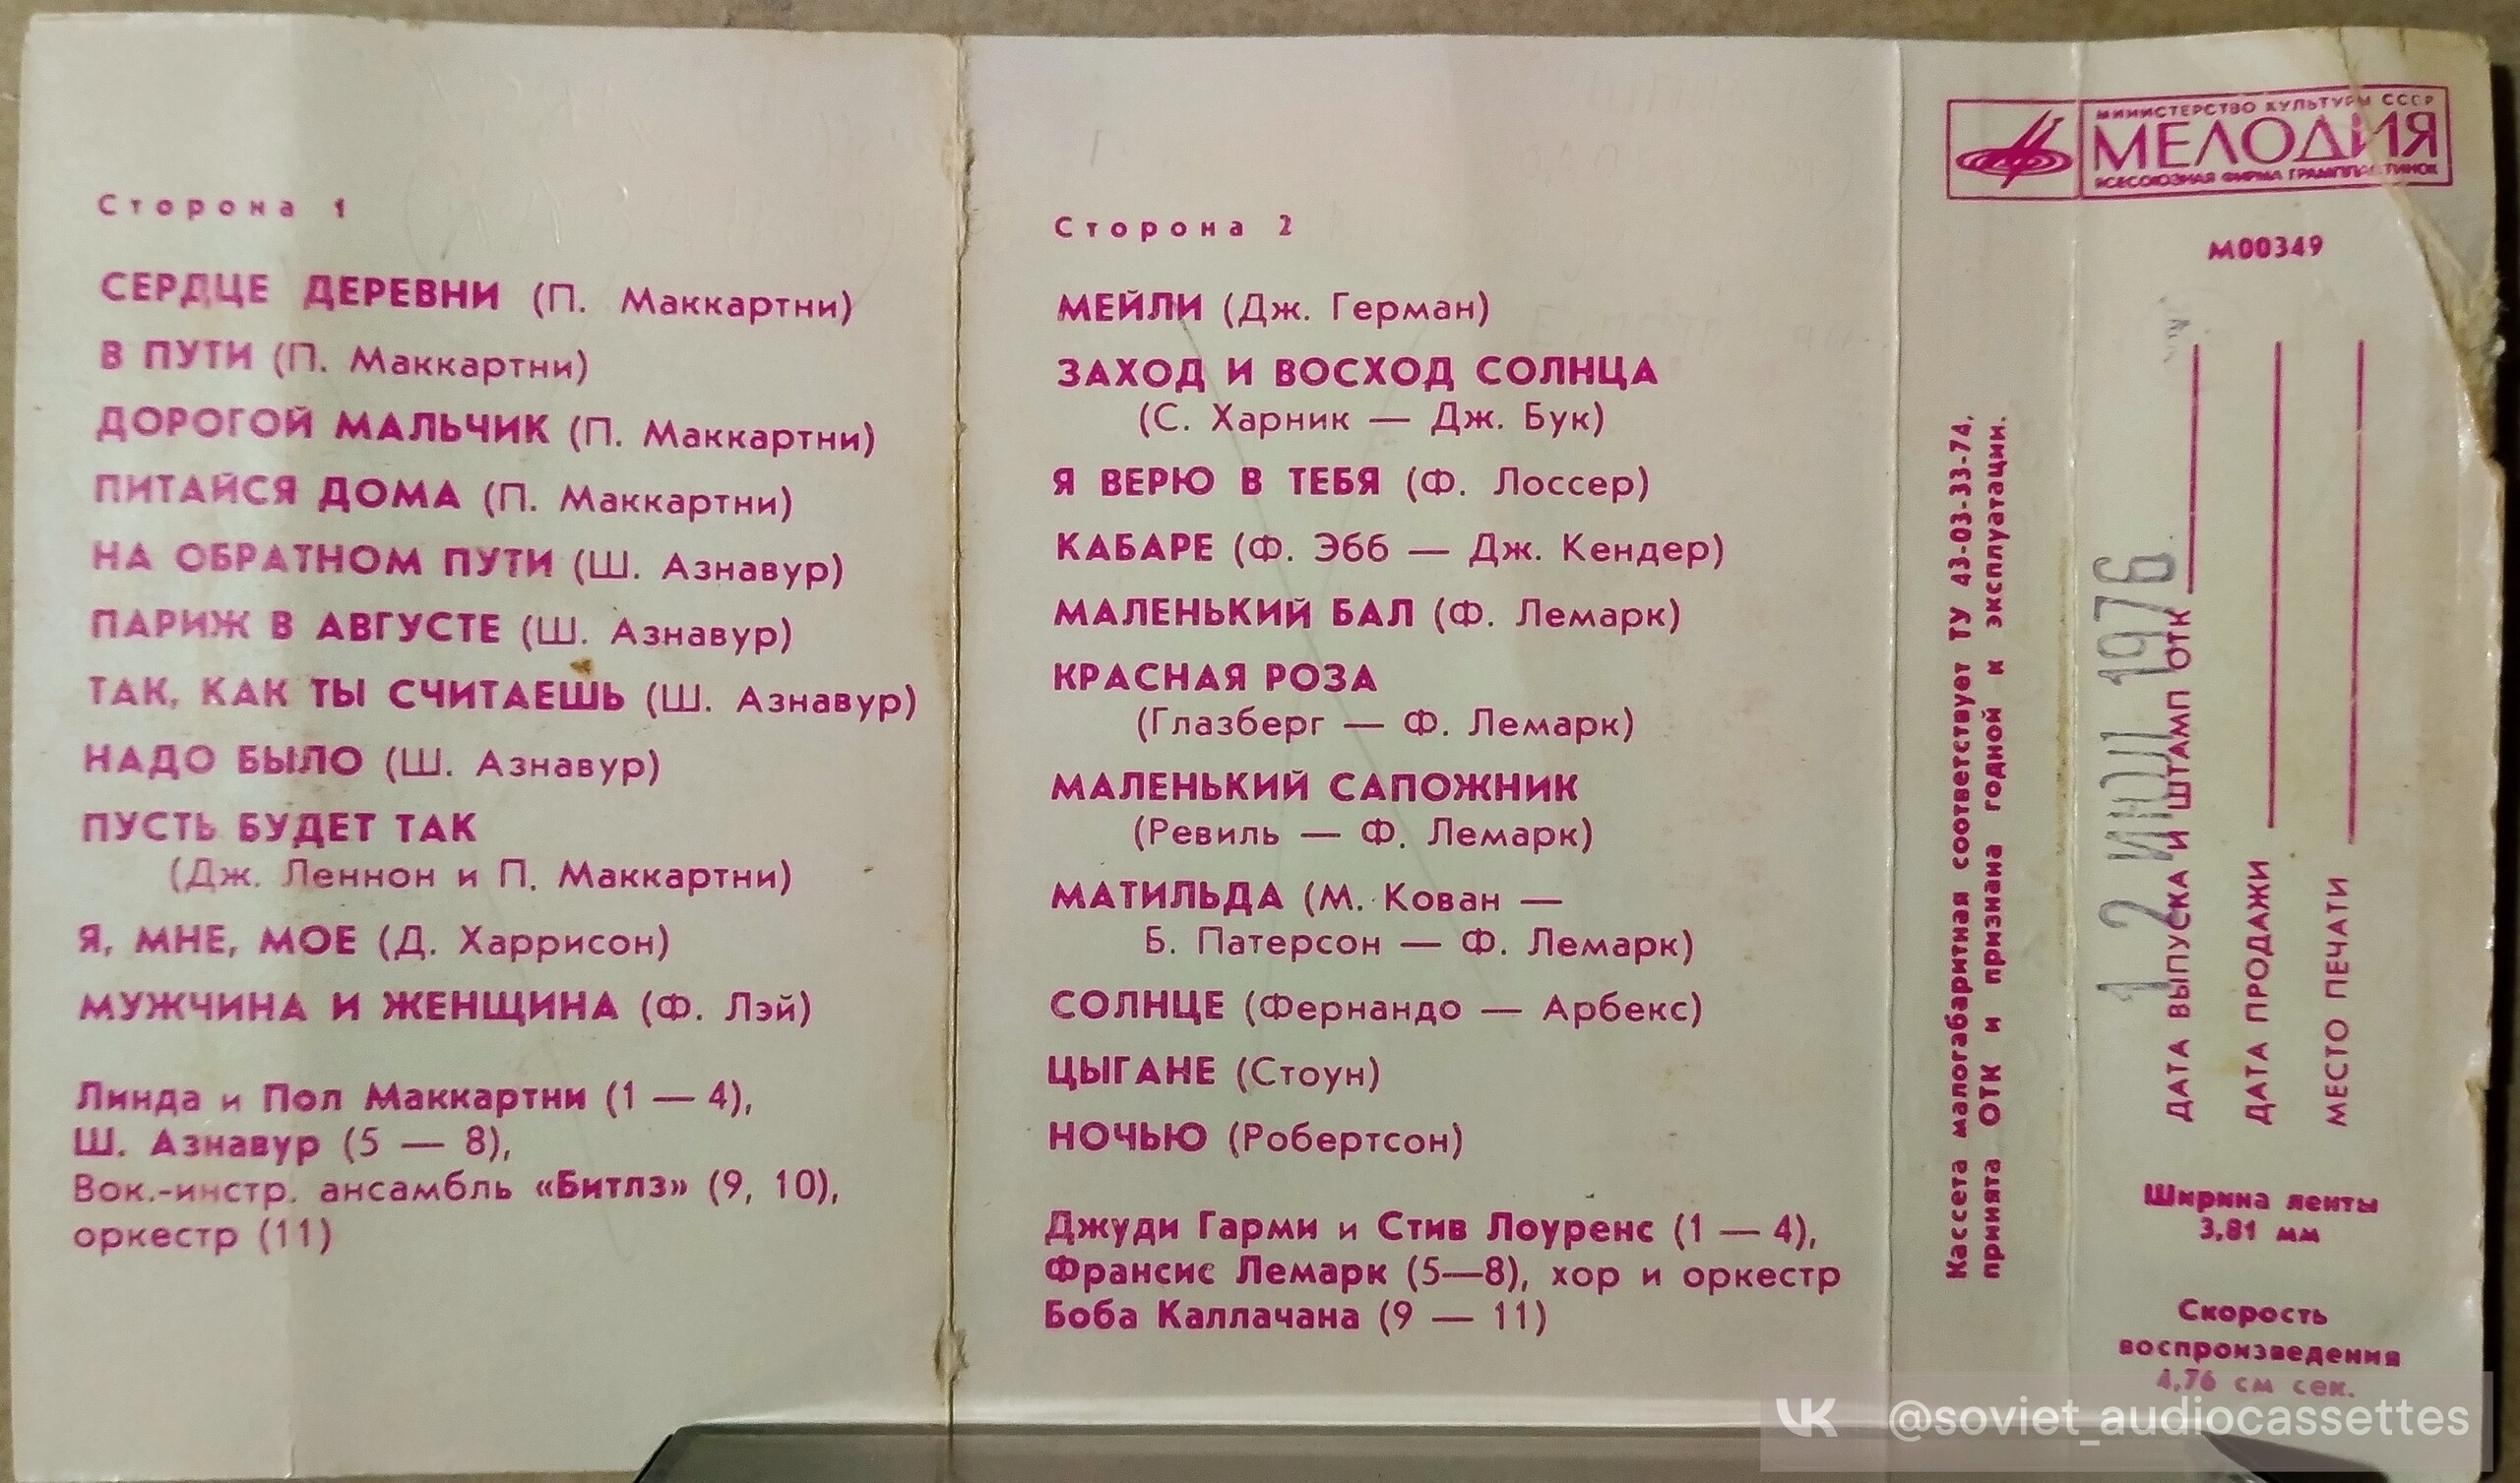 Сторона 1
СЕРДЦЕ ДЕРЕВНИ (П. Маккартни)
В ПУТИ (П. Маккартни)
ДОРОГОЙ МАЛЬЧИК (П. Маккартни)
ПИТАЙСЯ ДОМА (П. Маккартни)
НА ОБРАТНОМ ПУТИ (Ш. Азнавур)
ПАРИЖ В АВГУСТЕ (Ш. Азнавур)
ТАК, КАК ТЫ СЧИТАЕШЬ (Ш. Азнавур)
НАДО БЫЛО (Ш. Азнавур)
ПУСТЬ БУДЕТ ТАК
(Дж. Леннон и П. Маккартни)
Я, МНЕ, МОЕ (Д. Харрисон)
МУЖЧИНА И ЖЕНЩИНА (Ф. Лэй)
Линда и Пол Маккартни (1 — 4),
Ш. Азнавур (5 — 8),
Вок.-инстр. ансамбль «Битлз» (9, 10),
оркестр (11)
Сторона 2
МЕЙЛИ (Дж. Герман)
ЗАХОД И ВОСХОД СОЛНЦА
(С. Харник — Дж. Бук)
Я ВЕРЮ В ТЕБЯ (Ф. Лоссер)
КАБАРЕ (Ф. Эбб — Дж. Кендер)
МАЛЕНЬКИЙ БАЛ (Ф. Лемарк)
КРАСНАЯ РОЗА
(Глазберг — Ф. Лемарк)
МАЛЕНЬКИЙ САПОЖНИК
(Ревиль — Ф. Лемарк)
МАТИЛЬДА (М. Кован —
Б. Патерсон — Ф. Лемарк)
СОЛНЦЕ (Фернандо — Арбекс)
ЦЫГАНЕ (Стоун)
НОЧЬЮ (Робертсон)
Джуди Гарми и Стив Лоуренс (1 — 4),
Франсис Лемарк (5—8), хор и оркестр
Боба Каллачана (9 — 11)
Кассета малогабаритная соответствует ТУ 43-03-33-74,
принята ОТК и признана годной к эксплуатации.
МИНИСТЕРСТВО КУЛЬТУРЫ СССР
МЕЛОДИЯ
ВСЕСОЮЗНАЯ ФИРМА ГРАМПЛАСТИНОК
М00349
1 2 ИЮЛ 1976
ДАТА ВЫПУСКА И ШТАМП ОТК
ДАТА ПРОДАЖИ
МЕСТО ПЕЧАТИ
Ширина ленты
3,81 мм
Скорость
воспроизведения
4,76 см сек.
VK @soviet_audiocassettes